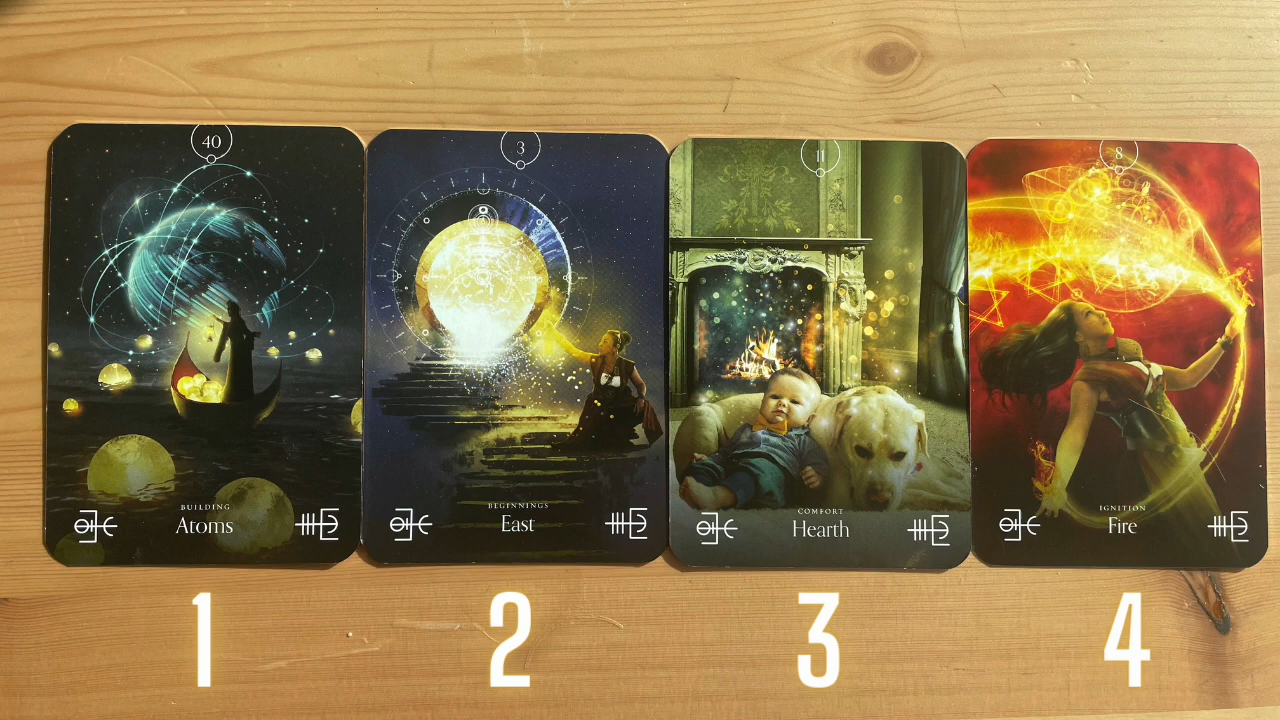 40
3
11
8
BUILDING
Atoms
BEGINNINGS
East
COMFORT
Hearth
IGNITION
Fire
1
2
3
4